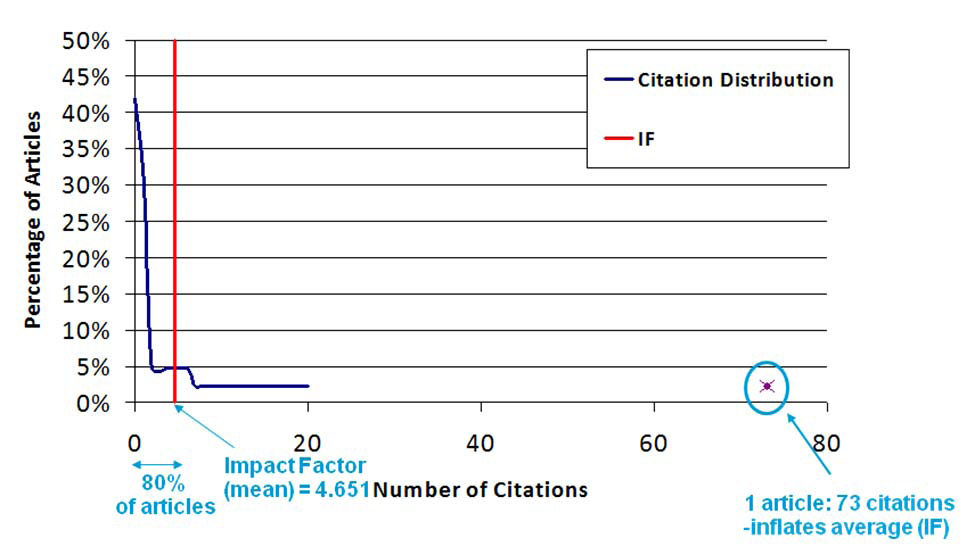 50%
45%
40%
35%
30%
25%
20%
15%
10%
5%
0%
Percentage of Articles
Citation Distribution
IF
0
20
40
60
80
80%
of articles
Impact Factor
(mean) = 4.651
Number of Citations
1 article: 73 citations
-inflates average (IF)